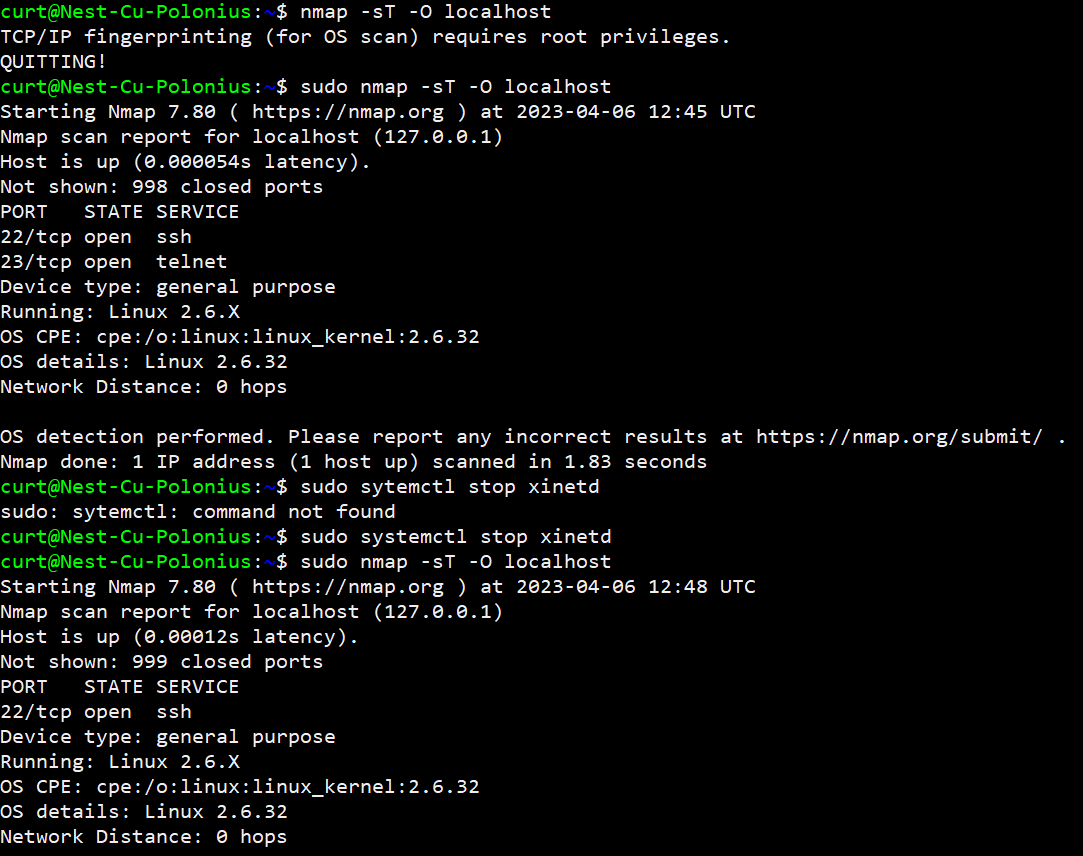 curt@Nest-Cu-Polonius:~$ nmap -sT -O localhost
TCP/IP fingerprinting (for OS scan) requires root privileges.
QUITTING!
curt@Nest-Cu-Polonius:~$ sudo nmap -sT -O localhost
Starting Nmap 7.80 ( https://nmap.org ) at 2023-04-06 12:45 UTC
Nmap scan report for localhost (127.0.0.1)
Host is up (0.000054s latency).
Not shown: 998 closed ports
PORT   STATE SERVICE
22/tcp open  ssh
23/tcp open  telnet
Device type: general purpose
Running: Linux 2.6.X
OS CPE: cpe:/o:linux:linux_kernel:2.6.32
OS details: Linux 2.6.32
Network Distance: 0 hops

OS detection performed. Please report any incorrect results at https://nmap.org/submit/ .
Nmap done: 1 IP address (1 host up) scanned in 1.83 seconds
curt@Nest-Cu-Polonius:~$ sudo sytemctl stop xinetd
sudo: sytemctl: command not found
curt@Nest-Cu-Polonius:~$ sudo systemctl stop xinetd
curt@Nest-Cu-Polonius:~$ sudo nmap -sT -O localhost
Starting Nmap 7.80 ( https://nmap.org ) at 2023-04-06 12:48 UTC
Nmap scan report for localhost (127.0.0.1)
Host is up (0.00012s latency).
Not shown: 999 closed ports
PORT   STATE SERVICE
22/tcp open  ssh
Device type: general purpose
Running: Linux 2.6.X
OS CPE: cpe:/o:linux:linux_kernel:2.6.32
OS details: Linux 2.6.32
Network Distance: 0 hops